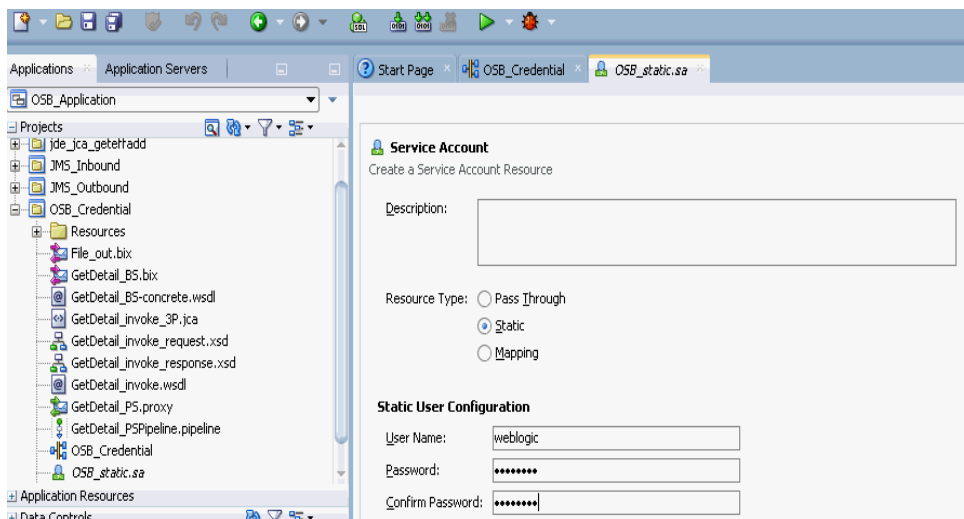 Applications
Application Servers
OSB_Application
Projects
jde_jca_geteffadd
JMS_Inbound
JMS_Outbound
OSB_Credential
Resources
File_out.bix
GetDetail_BS.bix
GetDetail_BS-concrete.wsdl
GetDetail_invoke_3P.jca
GetDetail_invoke_request.xsd
GetDetail_invoke_response.xsd
GetDetail_invoke.wsdl
GetDetail_PS.proxy
GetDetail_PSPipeline.pipeline
OSB_Credential
OSB_static.sa
Application Resources
Data Controls
Start Page
OSB_Credential
OSB_static.sa
Service Account
Create a Service Account Resource
Description:
Resource Type: Pass Through
Static
Mapping
Static User Configuration
User Name: weblogic
Password: ••••••••
Confirm Password: ••••••••